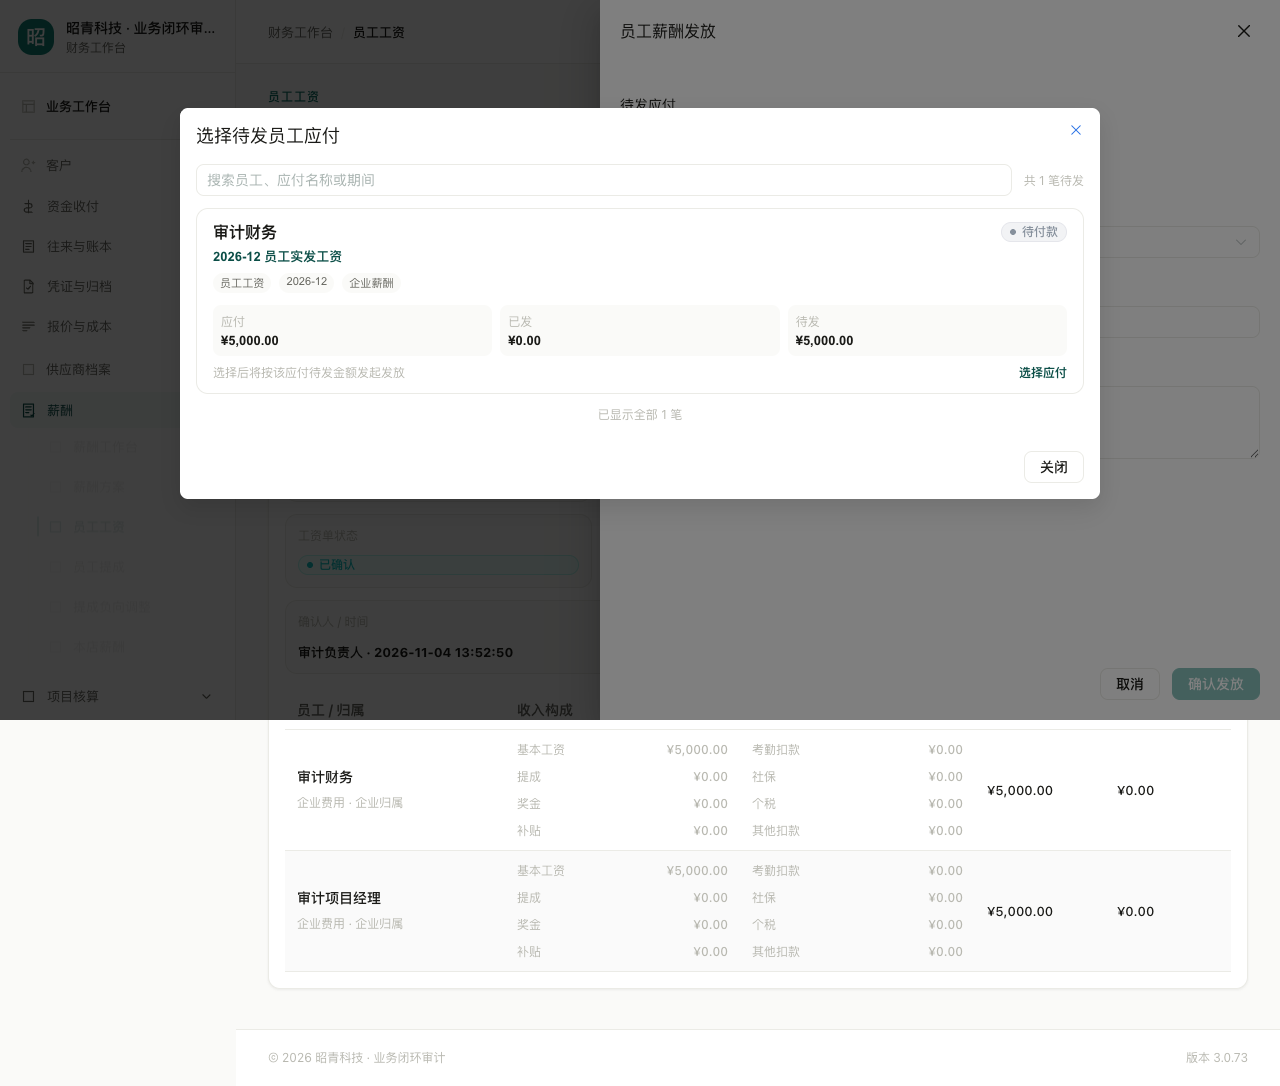 昭
昭青科技 · 业务闭环审...
财务工作台
业务工作台
客户
资金收付
往来与账本
凭证与归档
报价与成本
供应商档案
薪酬
员工工资
项目核算
财务工作台
员工工资
员工工资
员工薪酬发放
待发应付
选择待发员工应付
搜索员工、应付名称或期间
共 1 笔待发
审计财务
待付款
2026-12 员工实发工资
员工工资
2026-12
企业薪酬
应付
¥5,000.00
已发
¥0.00
待发
¥5,000.00
选择后将按该应付待发金额发起发放
选择应付
已显示全部 1 笔
关闭
工资单状态
已确认
确认人 / 时间
审计负责人 · 2026-11-04 13:52:50
取消
确认发放
员工 / 归属
收入构成
审计财务
企业费用 · 企业归属
基本工资 ¥5,000.00
提成 ¥0.00
奖金 ¥0.00
补贴 ¥0.00
考勤扣款 ¥0.00
社保 ¥0.00
个税 ¥0.00
其他扣款 ¥0.00
¥5,000.00
¥0.00
审计项目经理
企业费用 · 企业归属
基本工资 ¥5,000.00
提成 ¥0.00
奖金 ¥0.00
补贴 ¥0.00
考勤扣款 ¥0.00
社保 ¥0.00
个税 ¥0.00
其他扣款 ¥0.00
¥5,000.00
¥0.00
© 2026 昭青科技 · 业务闭环审计
版本 3.0.73